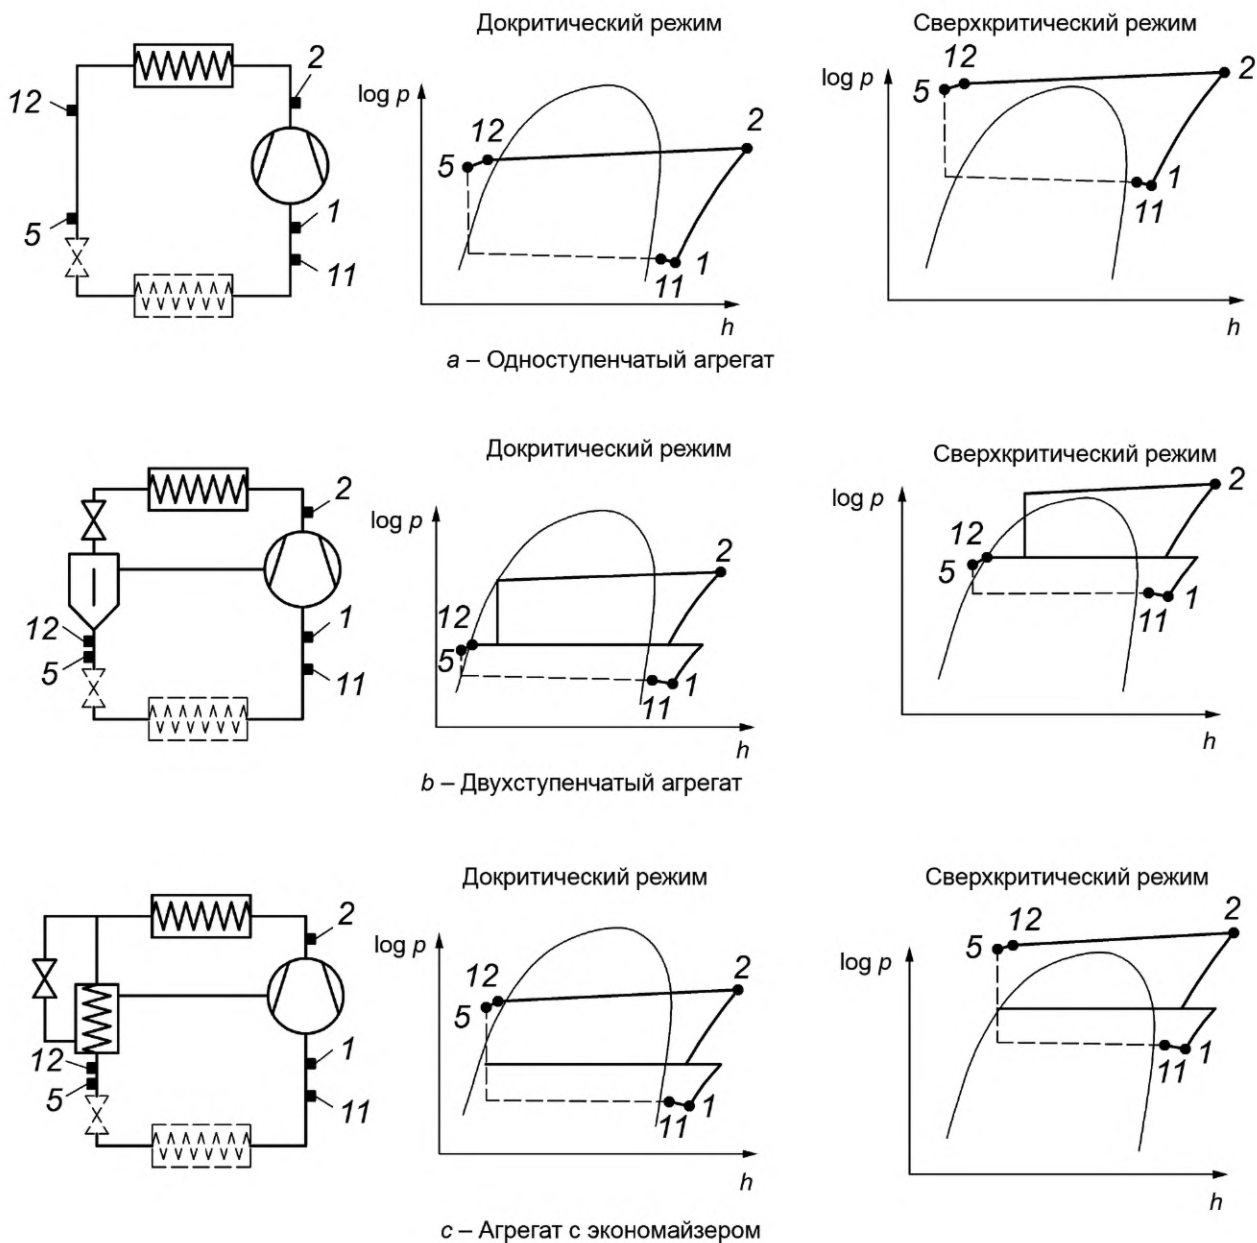 Докритический режим
Сверхкритический режим
2
12
5
1
11
log p
12
5
2
1
11
h
log p
12
5
2
1
11
h
a – Одноступенчатый агрегат
Докритический режим
Сверхкритический режим
2
12
5
1
11
log p
12
5
2
1
11
h
log p
12
5
2
1
11
h
b – Двухступенчатый агрегат
Докритический режим
Сверхкритический режим
2
12
5
1
11
log p
12
5
2
1
11
h
log p
12
5
2
1
11
h
c – Агрегат с экономайзером